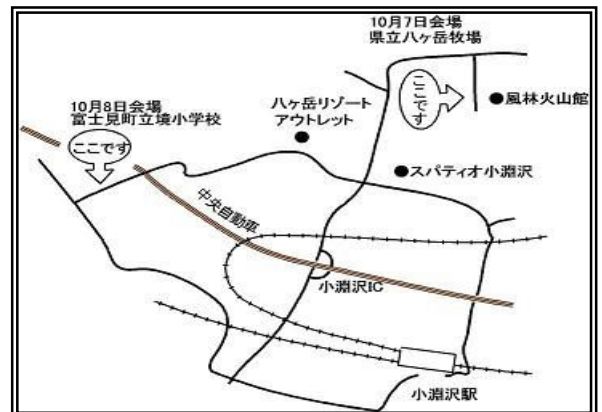 10月7日会場
県立八ヶ岳牧場
ここです
風林火山館
10月8日会場
富士見町立境小学校
ここです
八ヶ岳リゾート
アウトレット
スパティオ小淵沢
中央自動車
小淵沢IC
小淵沢駅